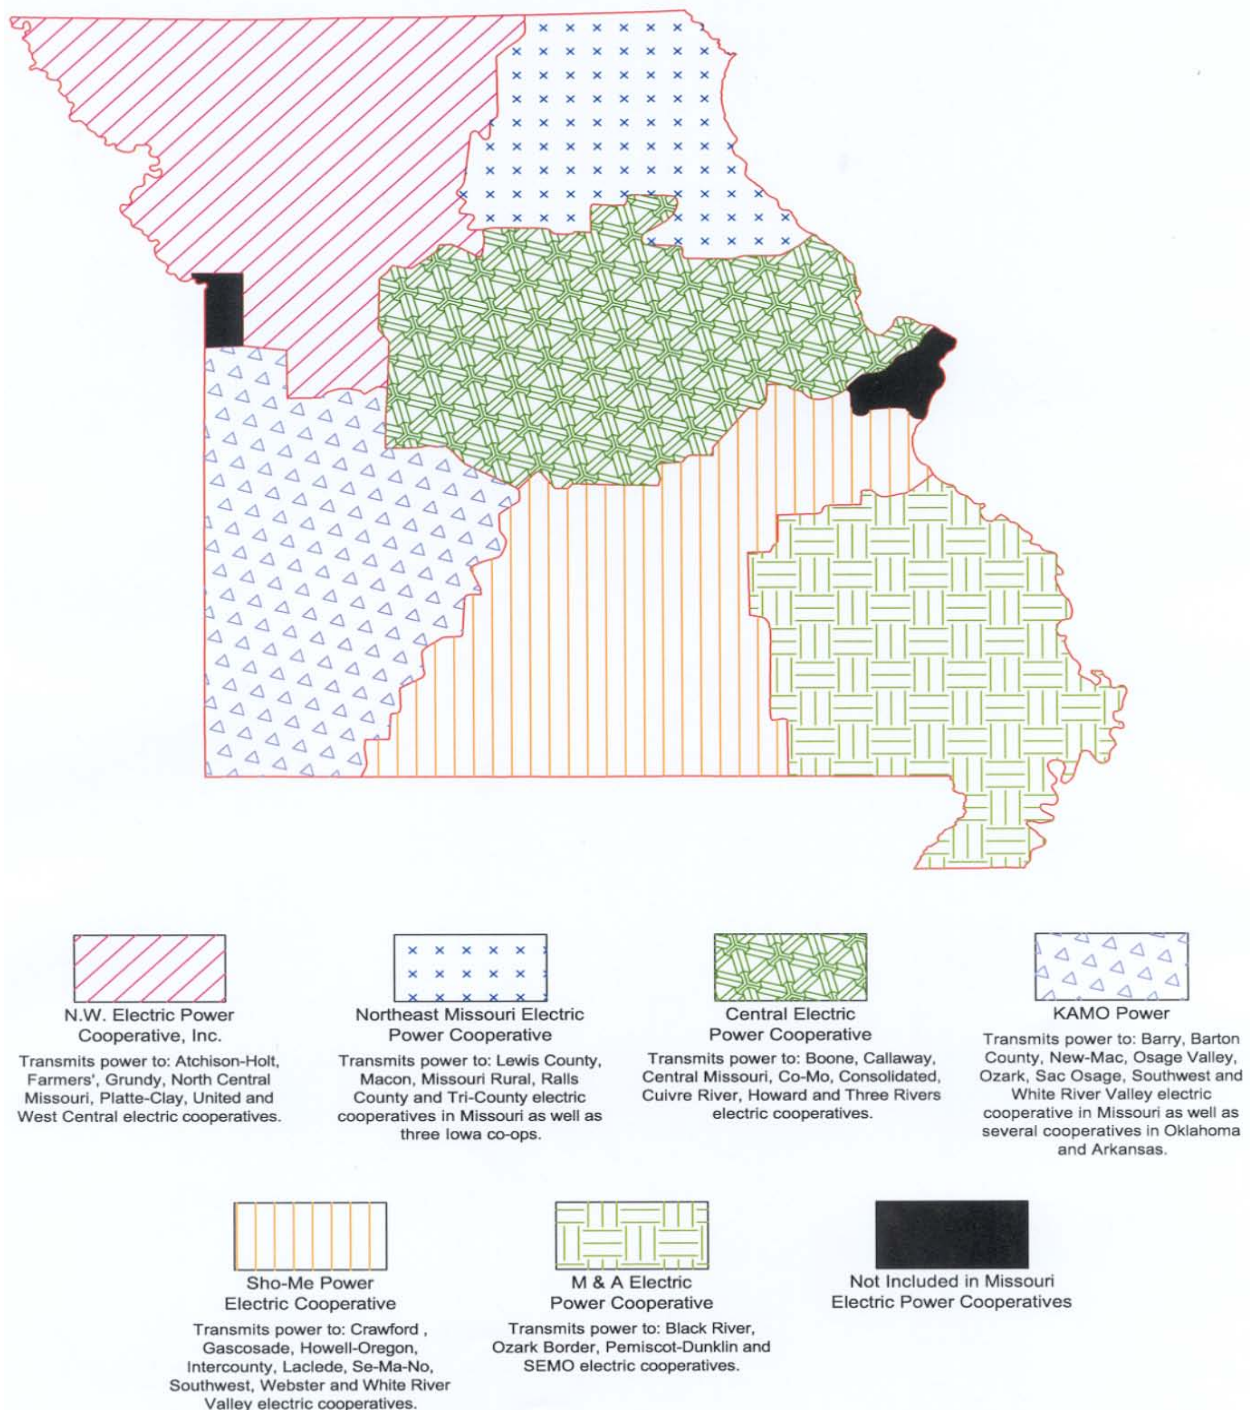 N.W. Electric Power
Cooperative, Inc.
Transmits power to: Atchison-Holt,
Farmers', Grundy, North Central
Missouri, Platte-Clay, United and
West Central electric cooperatives.
Northeast Missouri Electric
Power Cooperative
Transmits power to: Lewis County,
Macon, Missouri Rural, Ralls
County and Tri-County electric
cooperatives in Missouri as well as
three Iowa co-ops.
Central Electric
Power Cooperative
Transmits power to: Boone, Callaway,
Central Missouri, Co-Mo, Consolidated,
Cuivre River, Howard and Three Rivers
electric cooperatives.
KAMO Power
Transmits power to: Barry, Barton
County, New-Mac, Osage Valley,
Ozark, Sac Osage, Southwest and
White River Valley electric
cooperative in Missouri as well as
several cooperatives in Oklahoma
and Arkansas.
Sho-Me Power
Electric Cooperative
Transmits power to: Crawford ,
Gascosade, Howell-Oregon,
Intercounty, Laclede, Se-Ma-No,
Southwest, Webster and White River
Valley electric cooperatives.
M & A Electric
Power Cooperative
Transmits power to: Black River,
Ozark Border, Pemiscot-Dunklin and
SEMO electric cooperatives.
Not Included in Missouri
Electric Power Cooperatives